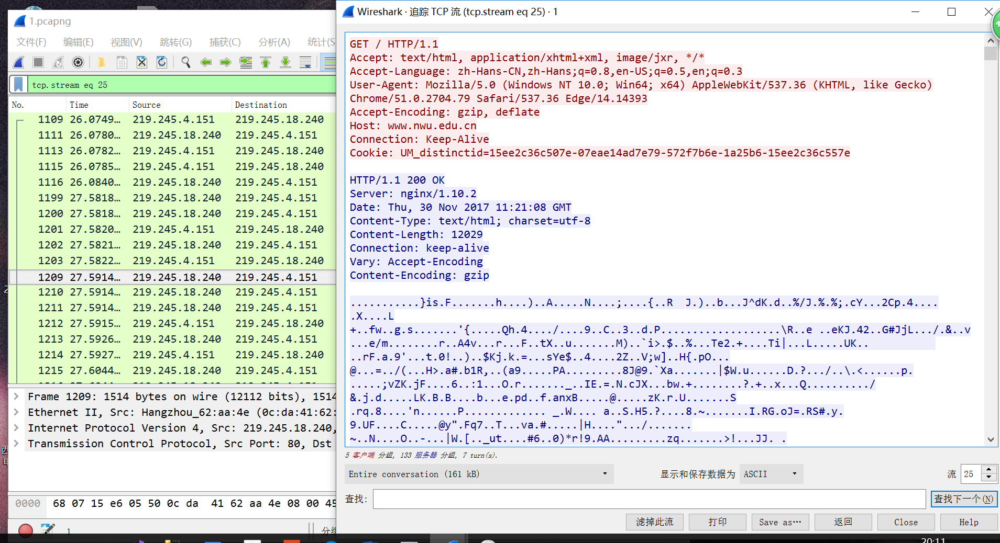 1.pcapng
文件(F) 编辑(E) 视图(V) 跳转(G) 捕获(C) 分析(A) 统计(S
tcp.stream eq 25
No. Time Source Destination
1109 26.0749… 219.245.4.151 219.245.18.240
1111 26.0780… 219.245.18.240 219.245.4.151
1113 26.0782… 219.245.4.151 219.245.18.240
1115 26.0785… 219.245.4.151 219.245.18.240
1116 26.0840… 219.245.18.240 219.245.4.151
1199 27.5818… 219.245.18.240 219.245.4.151
1200 27.5818… 219.245.18.240 219.245.4.151
1201 27.5820… 219.245.4.151 219.245.18.240
1202 27.5821… 219.245.18.240 219.245.4.151
1203 27.5822… 219.245.4.151 219.245.18.240
1209 27.5914… 219.245.18.240 219.245.4.151
1210 27.5914… 219.245.18.240 219.245.4.151
1211 27.5914… 219.245.18.240 219.245.4.151
1212 27.5915… 219.245.4.151 219.245.18.240
1213 27.5926… 219.245.18.240 219.245.4.151
1214 27.5927… 219.245.4.151 219.245.18.240
1215 27.6044… 219.245.18.240 219.245.4.151
Frame 1209: 1514 bytes on wire (12112 bits), 1514
Ethernet II, Src: Hangzhou_62:aa:4e (0c:da:41:62:
Internet Protocol Version 4, Src: 219.245.18.240,
Transmission Control Protocol, Src Port: 80, Dst
0000 68 07 15 e6 05 50 0c da 41 62 aa 4e 08 00 45
1
分组
Wireshark · 追踪 TCP 流 (tcp.stream eq 25) · 1
GET / HTTP/1.1
Accept: text/html, application/xhtml+xml, image/jxr, */*
Accept-Language: zh-Hans-CN,zh-Hans;q=0.8,en-US;q=0.5,en;q=0.3
User-Agent: Mozilla/5.0 (Windows NT 10.0; Win64; x64) AppleWebKit/537.36 (KHTML, like Gecko)
Chrome/51.0.2704.79 Safari/537.36 Edge/14.14393
Accept-Encoding: gzip, deflate
Host: www.nwu.edu.cn
Connection: Keep-Alive
Cookie: UM_distinctid=15ee2c36c507e-07eae14ad7e79-572f7b6e-1a25b6-15ee2c36c557e
HTTP/1.1 200 OK
Server: nginx/1.10.2
Date: Thu, 30 Nov 2017 11:21:08 GMT
Content-Type: text/html; charset=utf-8
Content-Length: 12029
Connection: keep-alive
Vary: Accept-Encoding
Content-Encoding: gzip
...........}is.F.......h....)..A.....N....;....{..R  J.)..b...J^dK.d..%/J.%.%;.cY...2Cp.4....
.X....L
+..fw..g.s.......'{.....Qh.4..../....9..C..3..d.P...................\R..e ..eKJ.42..G#JjL.../.&..v
...e/m........r..A4v...r...F..tX..u.......M)..`i>.$..%...Te2.+....Ti|...L.....UK..
..rF.a.9'...t.0!..)..$Kj.k.=...sYe$..4....2Z..V;w]..H{.pO...
@...=../(...H>.a#.b1R,..(a9.....PA.........8J@9.`Xa.......|$W.u......D.?.../..\.<......p.
.....;vZK.jF....6..:1...O.r......._..IE.=.N.cJX...bw.+........?.+..x...Q........../
&.j.d.....LK.B.B....b...e.pd..f.anxB.....@.....zK.r.U.......S
.rq.8....'n......P.............. _.W.... a..S.H5.?....8.~.......I.RG.oJ=.RS#.y.
9.UF....C.....@y".Fq7..T...va.#.....|H....".../.......
~..N....O..-...|W.[.._ut....#6..0)*r!9.AA.........zq.......>!...JJ. .
5 客户端 分组, 133 服务器 分组, 7 turn(s).
Entire conversation (161 kB) 显示和保存数据为 ASCII 流 25
查找: 查找下一个(N)
滤掉此流 打印 Save as… 返回 Close Help
20:11